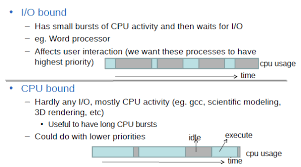 • I/O bound
– Has small bursts of CPU activity and then waits for I/O
– eg. Word processor
– Affects user interaction (we want these processes to have
highest priority)
cpu usage
time
• CPU bound
– Hardly any I/O, mostly CPU activity (eg. gcc, scientific modeling,
3D rendering, etc)
• Useful to have long CPU bursts
– Could do with lower priorities
idle
execute
cpu usage
time